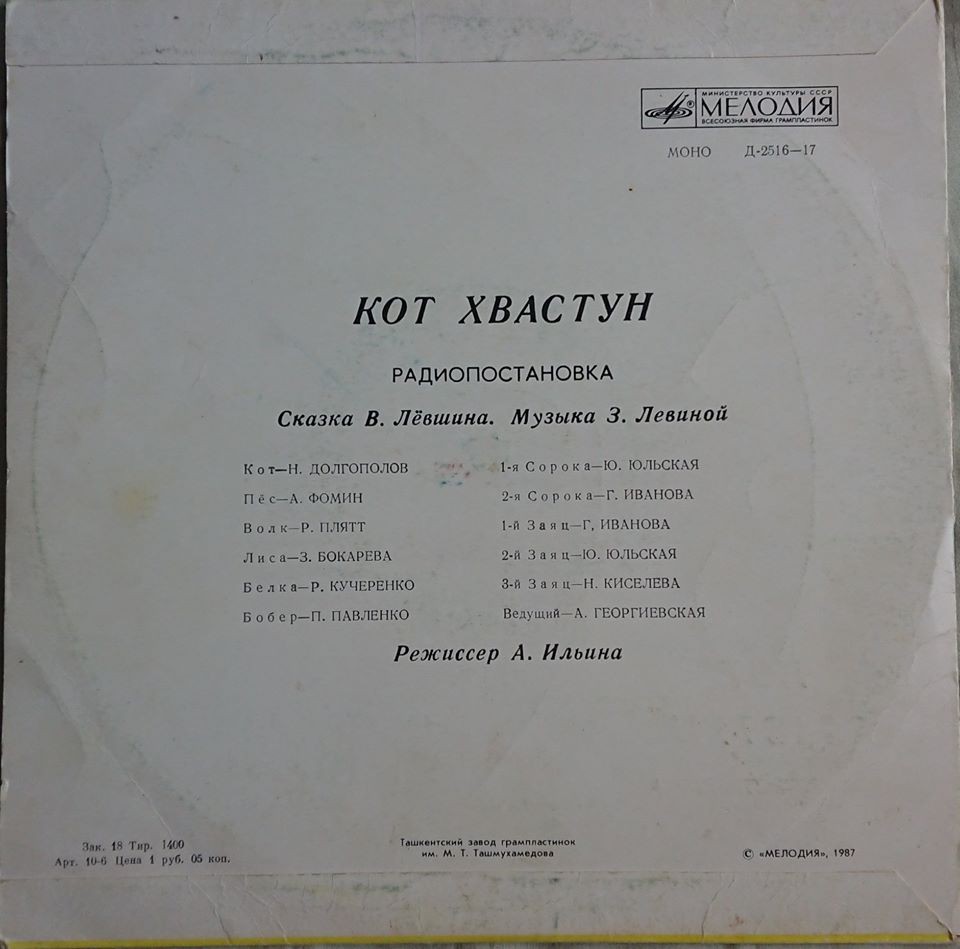 МИНИСТЕРСТВО КУЛЬТУРЫ СССР
МЕЛОДИЯ
ВСЕСОЮЗНАЯ ФИРМА ГРАМПЛАСТИНОК
МОНО Д-2516—17
КОТ ХВАСТУН
РАДИОПОСТАНОВКА
Сказка В. Лёвшина. Музыка З. Левиной
Кот—Н. ДОЛГОПОЛОВ
Пёс—А. ФОМИН
Волк—Р. ПЛЯТТ
Лиса—З. БОКАРЕВА
Белка—Р. КУЧЕРЕНКО
Бобер—П. ПАВЛЕНКО
1-я Сорока—Ю. ЮЛЬСКАЯ
2-я Сорока—Г. ИВАНОВА
1-й Заяц—Г, ИВАНОВА
2-й Заяц—Ю. ЮЛЬСКАЯ
3-й Заяц—Н. КИСЕЛЕВА
Ведущий—А. ГЕОРГИЕВСКАЯ
Режиссер А. Ильина
Зак. 18 Тир. 1400
Арт. 10-6 Цена 1 руб. 05 коп.
Ташкентский завод грампластинок
им. М. Т. Ташмухамедова
© «МЕЛОДИЯ», 1987